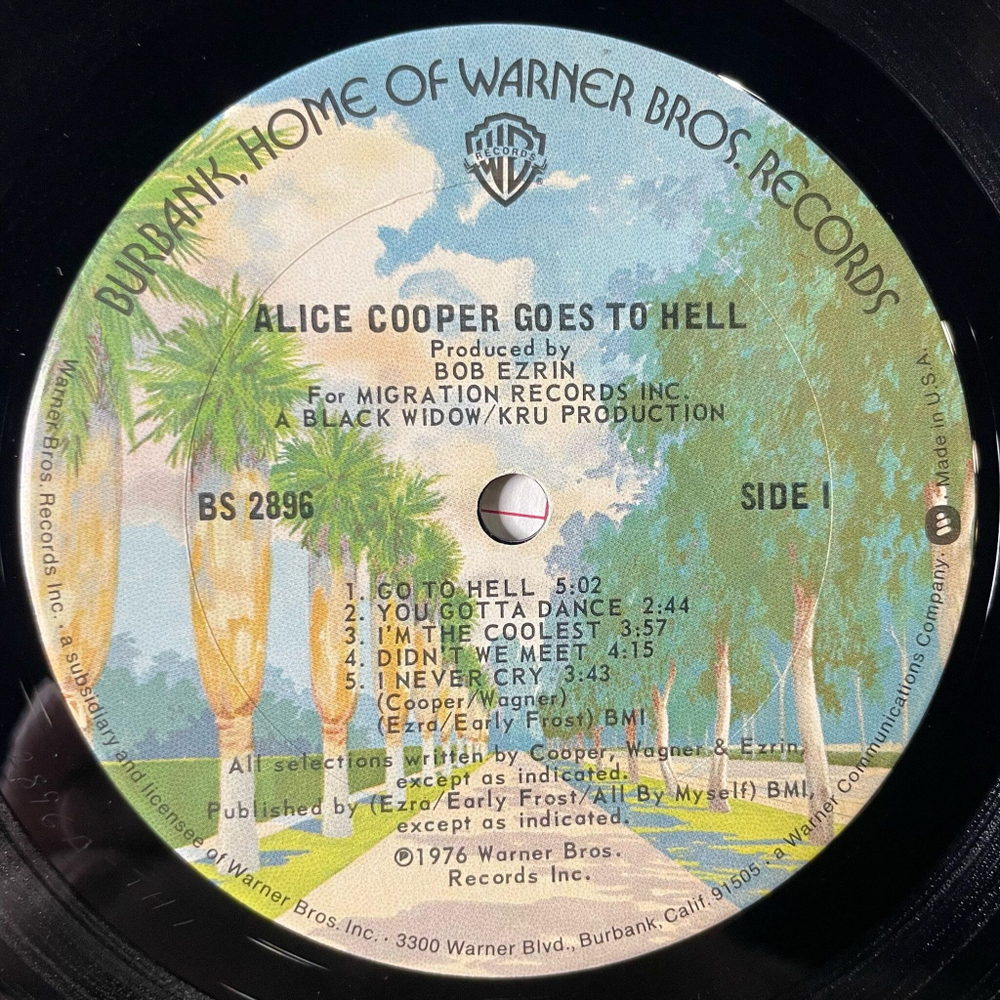 BURBANK, HOME OF WARNER BROS. RECORDS
WB
RECORDS
®
ALICE COOPER GOES TO HELL
Produced by
BOB EZRIN
For MIGRATION RECORDS INC.
A BLACK WIDOW/KRU PRODUCTION
BS 2896
SIDE 1
1. GO TO HELL 5:02
2. YOU GOTTA DANCE 2:44
3. I'M THE COOLEST 3:57
4. DIDN'T WE MEET 4:15
5. I NEVER CRY 3:43
(Cooper/Wagner)
(Ezra/Early Frost) BMI
All selections written by Cooper, Wagner & Ezrin,
except as indicated.
Published by (Ezra/Early Frost/All By Myself) BMI,
except as indicated.
℗1976 Warner Bros.
Records Inc.
Warner Bros. Records Inc. · a subsidiary and licensee of Warner Bros. Inc. · 3300 Warner Blvd., Burbank, Calif. 91505 · a Warner Communications Company. Made in U.S.A.